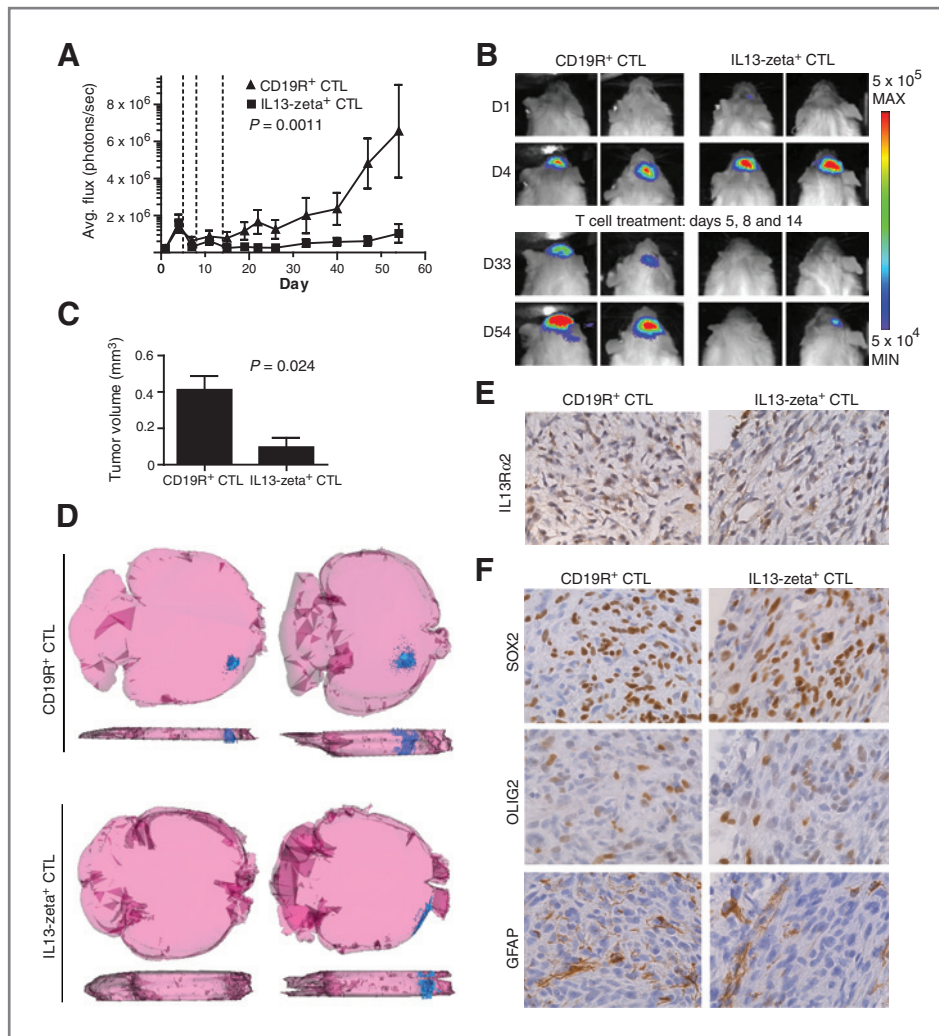 A
CD19R⁺ CTL
IL13-zeta⁺ CTL
P = 0.0011
Avg. flux (photons/sec)
8 x 10⁶
6 x 10⁶
4 x 10⁶
2 x 10⁶
0 10 20 30 40 50 60
Day
B
CD19R⁺ CTL IL13-zeta⁺ CTL
D1
D4
T cell treatment: days 5, 8 and 14
D33
D54
5 x 10⁵
MAX
5 x 10⁴
MIN
C
Tumor volume (mm³)
0.6
0.4
0.2
0
P = 0.024
CD19R⁺ CTL IL13-zeta⁺ CTL
D
CD19R⁺ CTL
IL13-zeta⁺ CTL
E
CD19R⁺ CTL IL13-zeta⁺ CTL
IL13Rα2
F
CD19R⁺ CTL IL13-zeta⁺ CTL
SOX2
OLIG2
GFAP